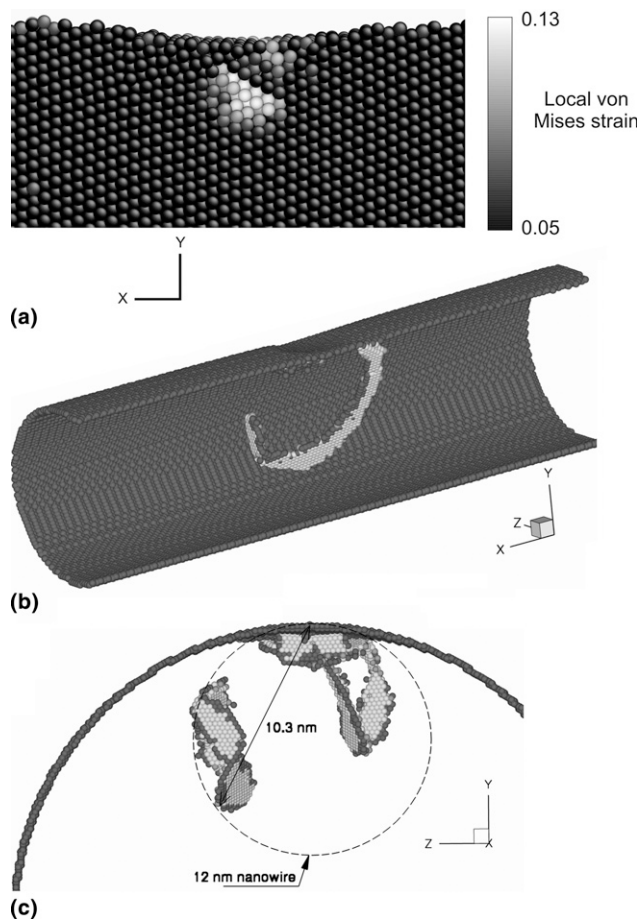 0.13
Local von
Mises strain
0.05
Y
X
(a)
Y
Z
X
(b)
10.3 nm
Y
Z
X
12 nm nanowire
(c)